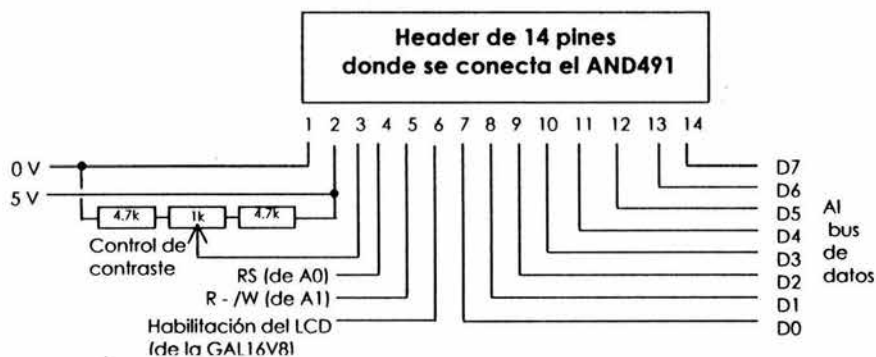 Header de 14 pines
donde se conecta el AND491
1 2 3 4 5 6 7 8 9 10 11 12 13 14
0 V
5 V
4.7k 1k 4.7k
Control de
contraste
RS (de A0)
R - /W (de A1)
Habilitación del LCD
(de la GAL16V8)
D7
D6
D5
D4
D3
D2
D1
D0
Al
bus
de
datos